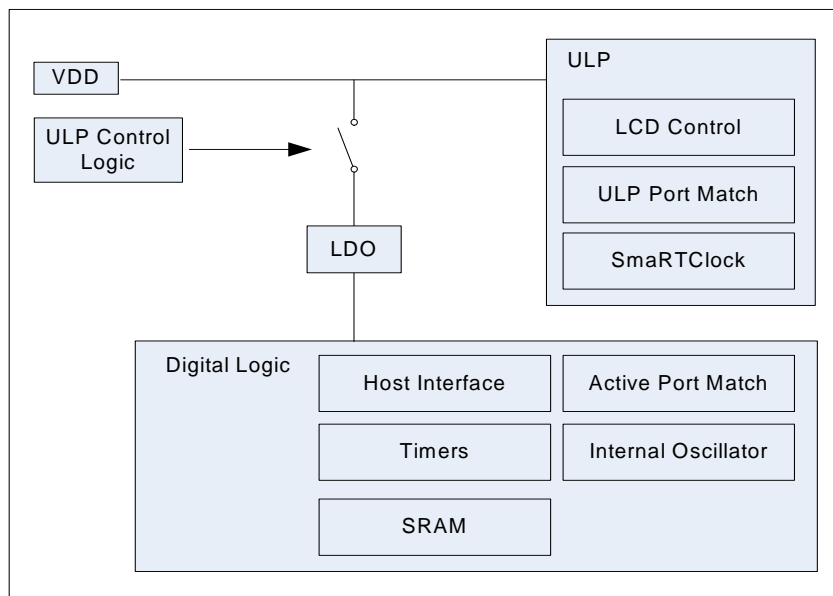 VDD
ULP Control
Logic
LDO
ULP
LCD Control
ULP Port Match
SmaRTClock
Digital Logic
Host Interface
Active Port Match
Timers
Internal Oscillator
SRAM